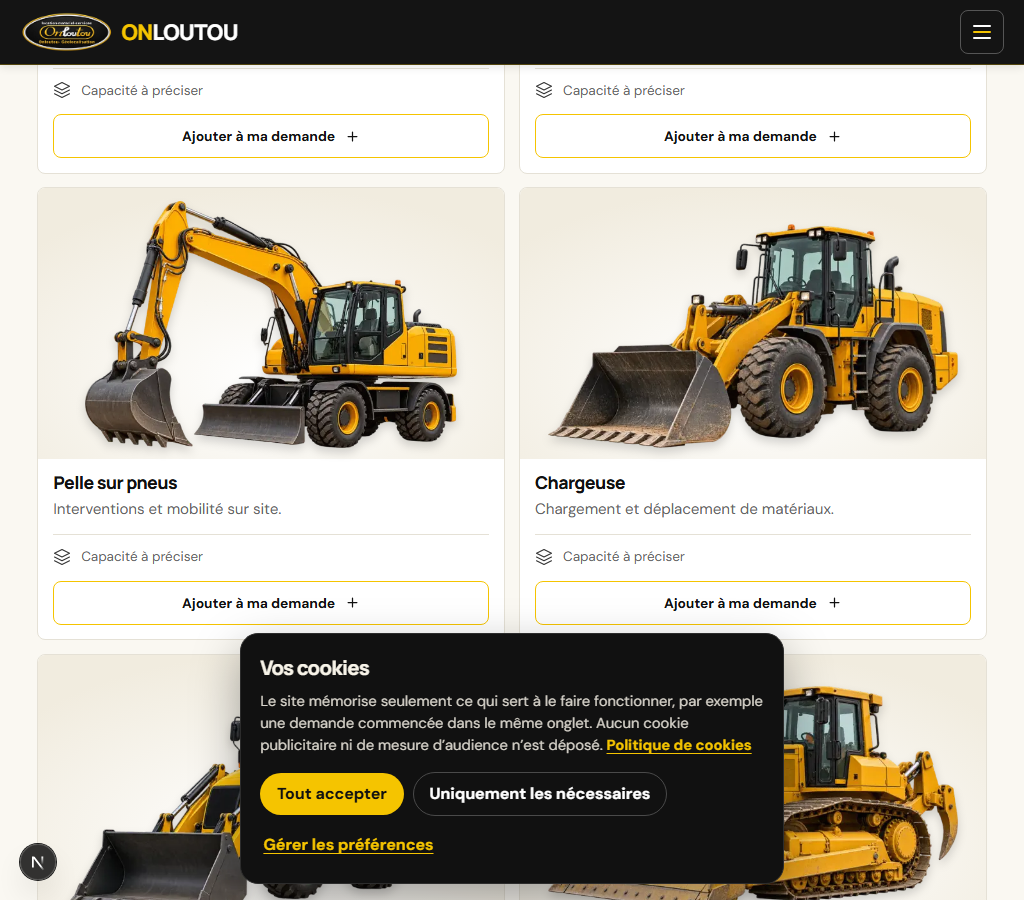 Onloutou
ONLOUTOU
Capacité à préciser
Capacité à préciser
Ajouter à ma demande +
Ajouter à ma demande +
Pelle sur pneus
Interventions et mobilité sur site.
Capacité à préciser
Ajouter à ma demande +
Chargeuse
Chargement et déplacement de matériaux.
Capacité à préciser
Ajouter à ma demande +
Vos cookies
Le site mémorise seulement ce qui sert à le faire fonctionner, par exemple
une demande commencée dans le même onglet. Aucun cookie
publicitaire ni de mesure d’audience n’est déposé. Politique de cookies
Tout accepter
Uniquement les nécessaires
Gérer les préférences
N